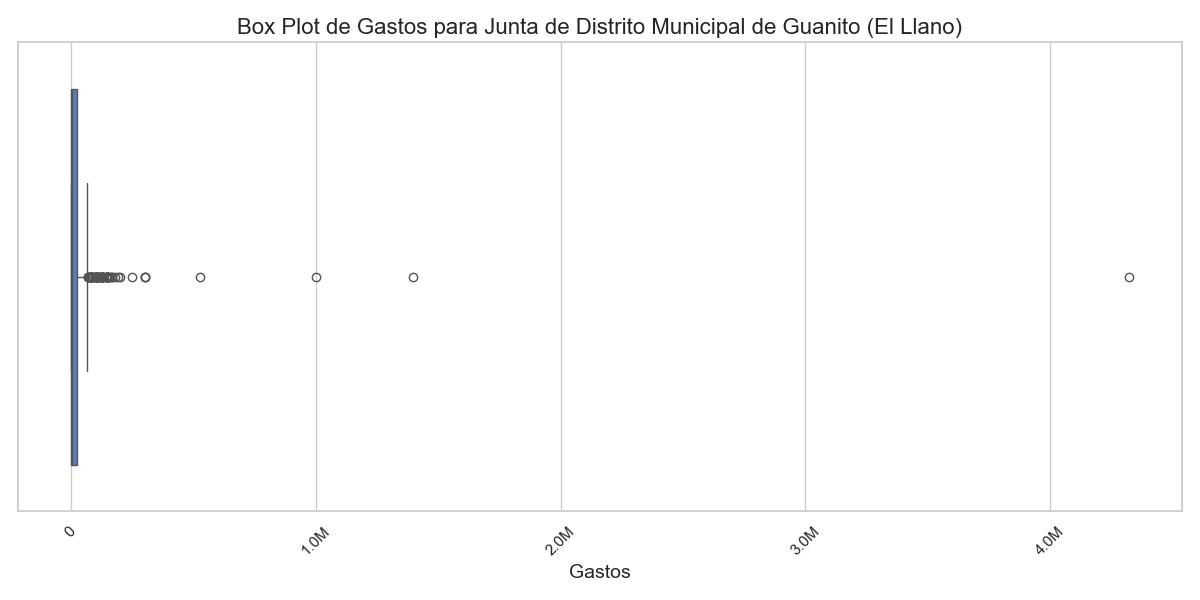 Box Plot de Gastos para Junta de Distrito Municipal de Guanito (El Llano)
0 1.0M 2.0M 3.0M 4.0M
Gastos